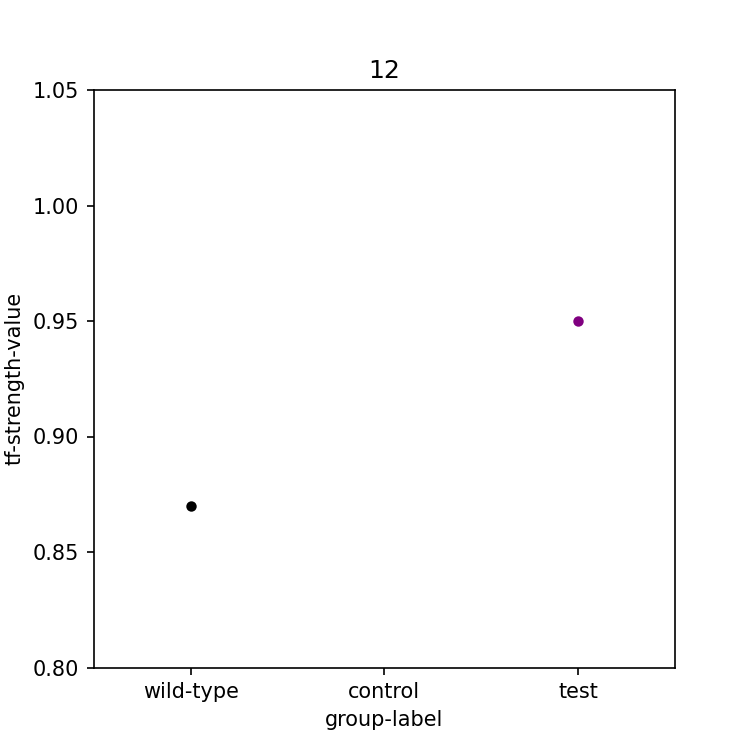 12
1.05
1.00
0.95
0.90
0.85
0.80
tf-strength-value
wild-type control test
group-label